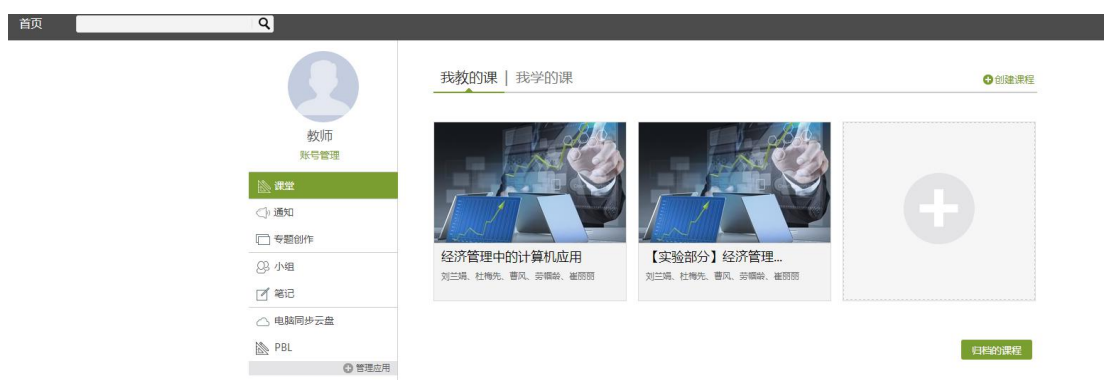 首页
教师
账号管理
课堂
通知
专题创作
小组
笔记
电脑同步云盘
PBL
管理应用
我教的课 | 我学的课
创建课程
经济管理中的计算机应用
刘兰娟、杜梅先、曹风、劳帼龄、崔丽丽
【实验部分】经济管理...
刘兰娟、杜梅先、曹风、劳帼龄、崔丽丽
归档的课程